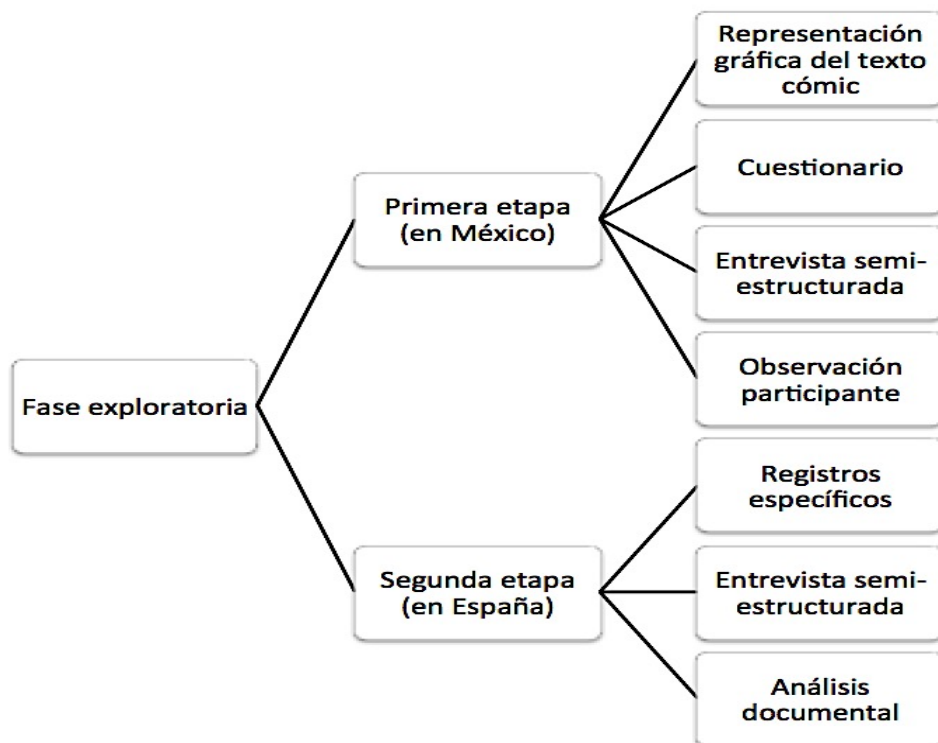 Representación
gráfica del texto
cómic
Cuestionario
Primera etapa
(en México)
Entrevista semi-
estructurada
Observación
participante
Fase exploratoria
Registros
específicos
Segunda etapa
(en España)
Entrevista semi-
estructurada
Análisis
documental